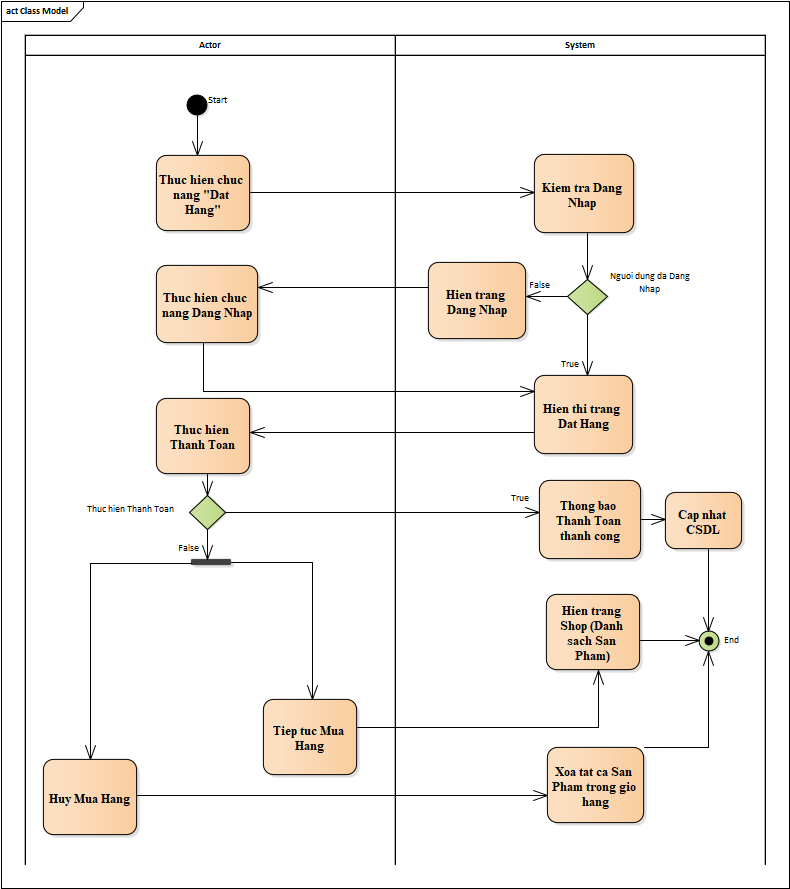 act Class Model
Actor
System
Start
Thuc hien chuc
nang "Dat
Hang"
Kiem tra Dang
Nhap
Nguoi dung da Dang
Nhap
False
Hien trang
Dang Nhap
Thuc hien chuc
nang Dang Nhap
True
Hien thi trang
Dat Hang
Thuc hien
Thanh Toan
Thuc hien Thanh Toan
True
Thong bao
Thanh Toan
thanh cong
Cap nhat
CSDL
False
Hien trang
Shop (Danh
sach San
Pham)
End
Tiep tuc Mua
Hang
Huy Mua Hang
Xoa tat ca San
Pham trong gio
hang